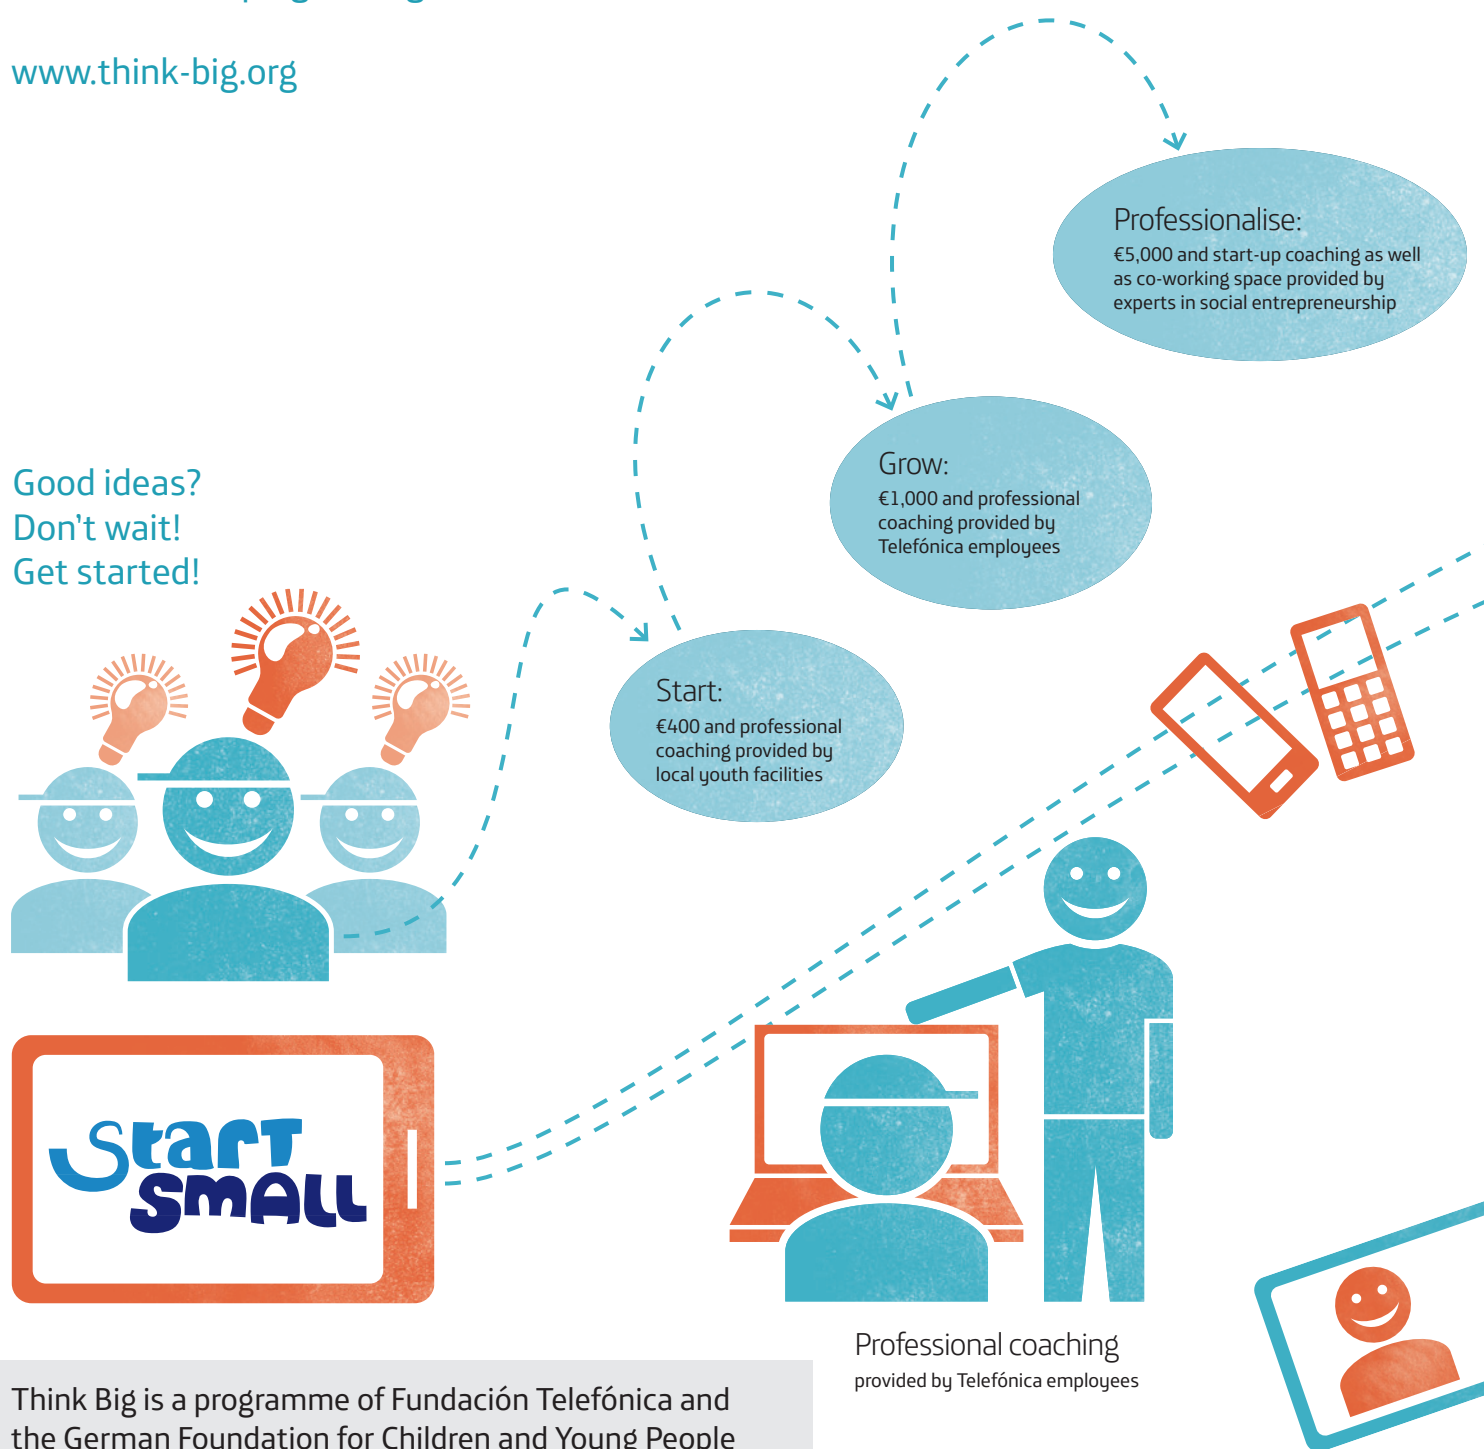 www.think-big.org
Professionalise:
€5,000 and start-up coaching as well
as co-working space provided by
experts in social entrepreneurship
Grow:
€1,000 and professional
coaching provided by
Telefónica employees
Good ideas?
Don't wait!
Get started!
Start:
€400 and professional
coaching provided by
local youth facilities
Start
SMALL
Professional coaching
provided by Telefónica employees
Think Big is a programme of Fundación Telefónica and
the German Foundation for Children and Young People